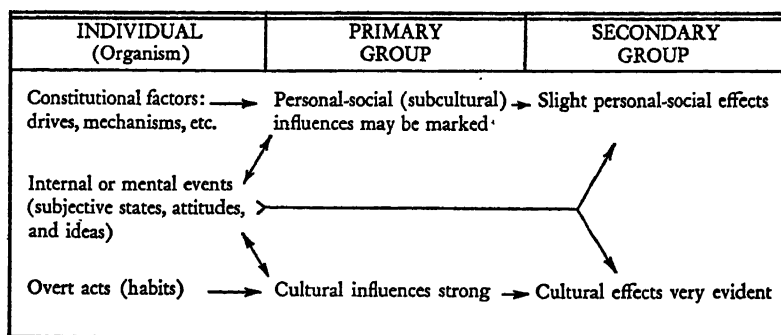 INDIVIDUAL
(Organism)
PRIMARY
GROUP
SECONDARY
GROUP
Constitutional factors:
drives, mechanisms, etc.
Personal-social (subcultural)
influences may be marked
Slight personal-social effects
Internal or mental events
(subjective states, attitudes,
and ideas)
Overt acts (habits)
Cultural influences strong
Cultural effects very evident